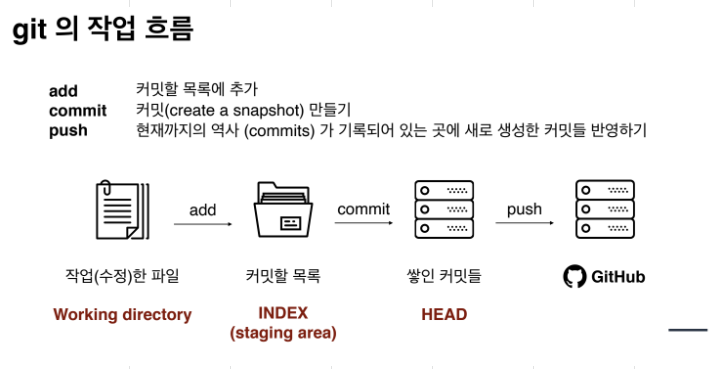 git 의 작업 흐름
add 커밋할 목록에 추가
commit 커밋(create a snapshot) 만들기
push 현재까지의 역사 (commits) 가 기록되어 있는 곳에 새로 생성한 커밋들 반영하기
add commit push
작업(수정)한 파일 커밋할 목록 쌓인 커밋들 GitHub
Working directory INDEX HEAD
(staging area)